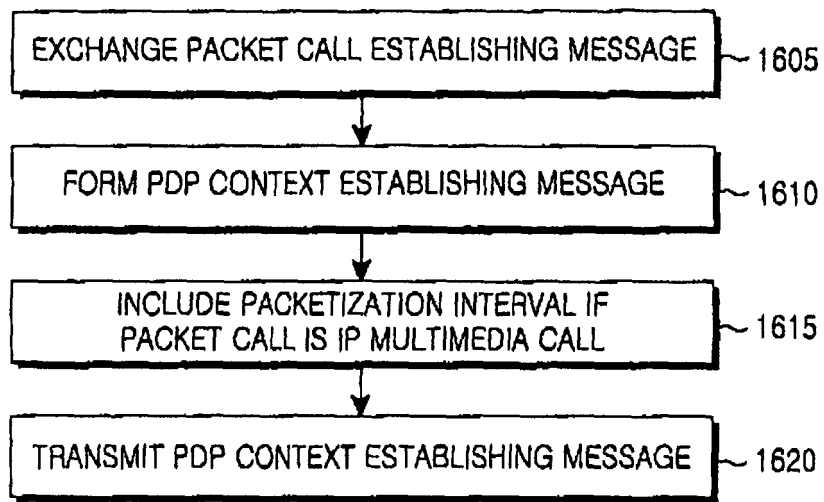 EXCHANGE PACKET CALL ESTABLISHING MESSAGE 1605
FORM PDP CONTEXT ESTABLISHING MESSAGE 1610
INCLUDE PACKETIZATION INTERVAL IF
PACKET CALL IS IP MULTIMEDIA CALL 1615
TRANSMIT PDP CONTEXT ESTABLISHING MESSAGE 1620